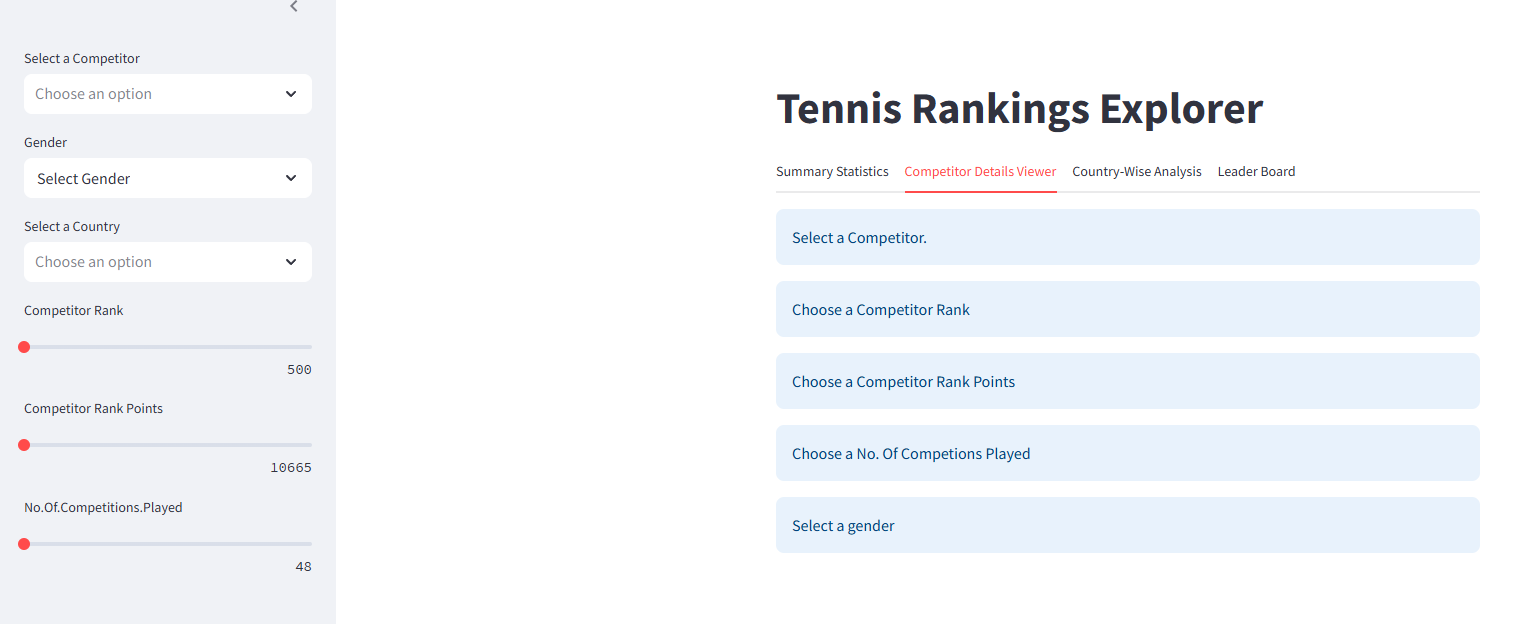 Select a Competitor
Choose an option
Gender
Select Gender
Select a Country
Choose an option
Competitor Rank
500
Competitor Rank Points
10665
No.Of.Competitions.Played
48
Tennis Rankings Explorer
Summary Statistics Competitor Details Viewer Country-Wise Analysis Leader Board
Select a Competitor.
Choose a Competitor Rank
Choose a Competitor Rank Points
Choose a No. Of Competions Played
Select a gender